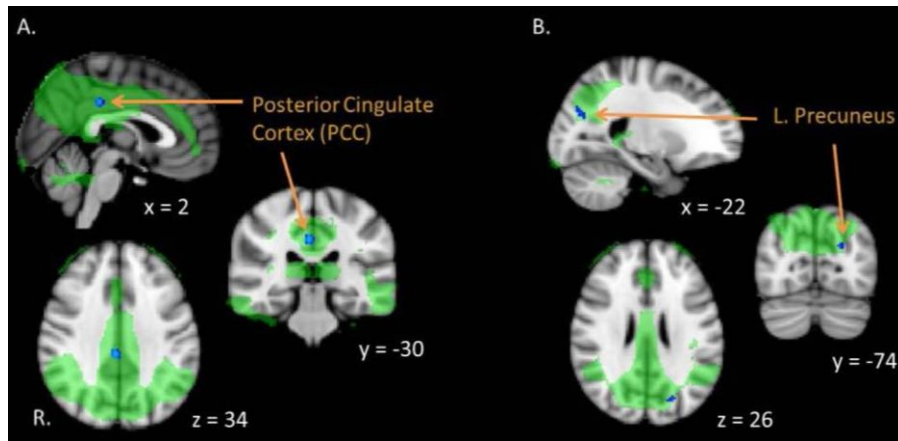 A.
Posterior Cingulate
Cortex (PCC)
x = 2
y = -30
R.
z = 34
B.
L. Precuneus
x = -22
y = -74
z = 26